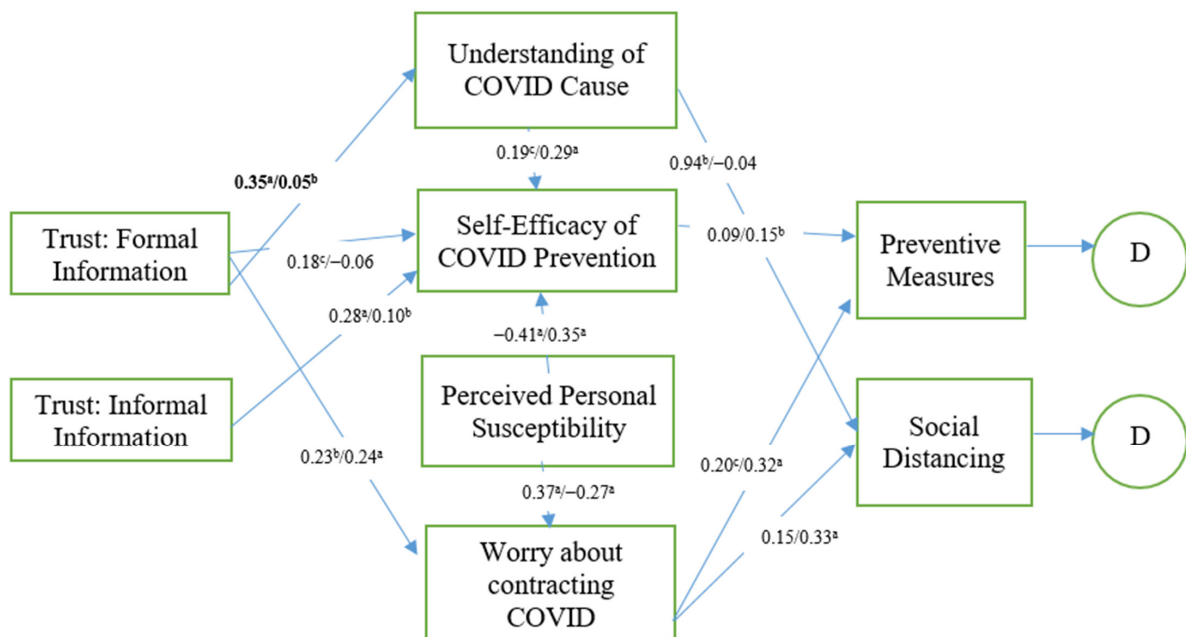 Understanding of
COVID Cause
0.19ᶜ/0.29ᵃ
0.94ᵇ/−0.04
0.35ᵃ/0.05ᵇ
Trust: Formal
Information
0.18ᶜ/−0.06
Self-Efficacy of
COVID Prevention
0.09/0.15ᵇ
Preventive
Measures
D
0.28ᵃ/0.10ᵇ
−0.41ᵃ/0.35ᵃ
Trust: Informal
Information
Perceived Personal
Susceptibility
Social
Distancing
D
0.23ᵇ/0.24ᵃ
0.20ᶜ/0.32ᵃ
0.37ᵃ/−0.27ᵃ
0.15/0.33ᵃ
Worry about
contracting
COVID